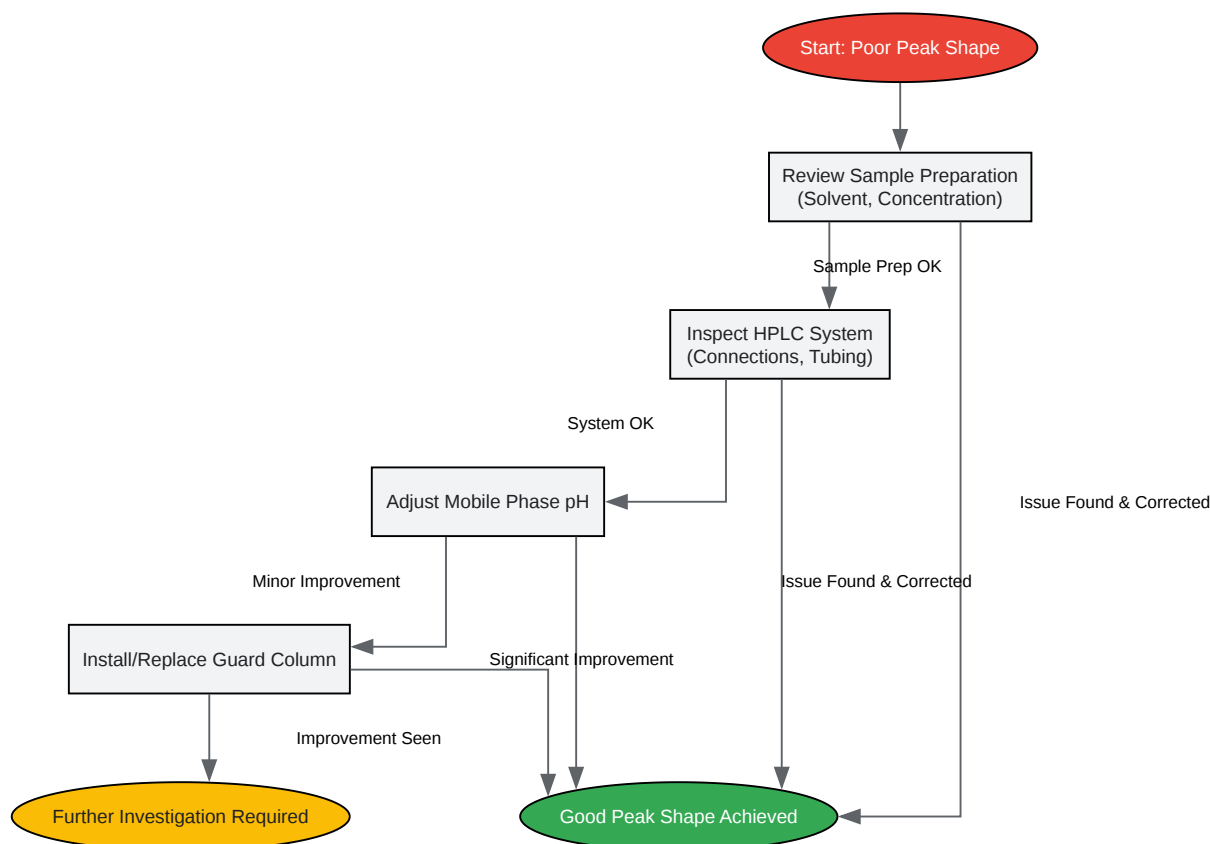 Start: Poor Peak Shape
Review Sample Preparation
(Solvent, Concentration)
Sample Prep OK
Inspect HPLC System
(Connections, Tubing)
System OK
Adjust Mobile Phase pH
Issue Found & Corrected
Minor Improvement
Issue Found & Corrected
Install/Replace Guard Column
Significant Improvement
Improvement Seen
Further Investigation Required
Good Peak Shape Achieved